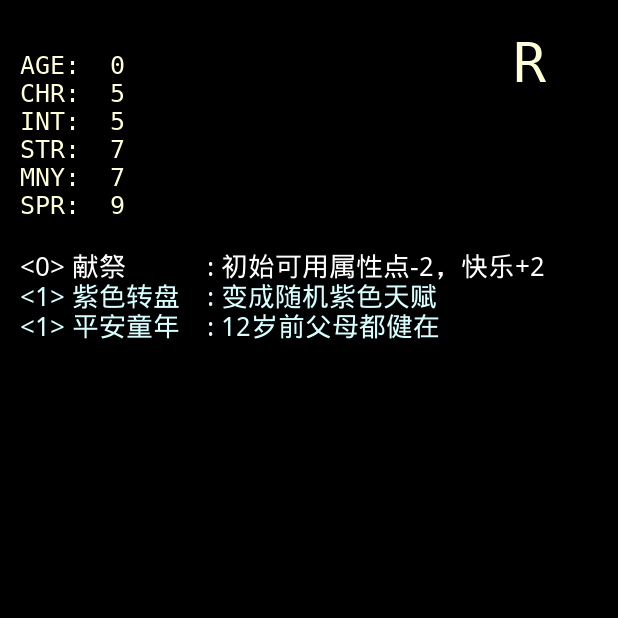 R
AGE: 0
CHR: 5
INT: 5
STR: 7
MNY: 7
SPR: 9
<0> 献祭 : 初始可用属性点-2，快乐+2
<1> 紫色转盘 : 变成随机紫色天赋
<1> 平安童年 : 12岁前父母都健在